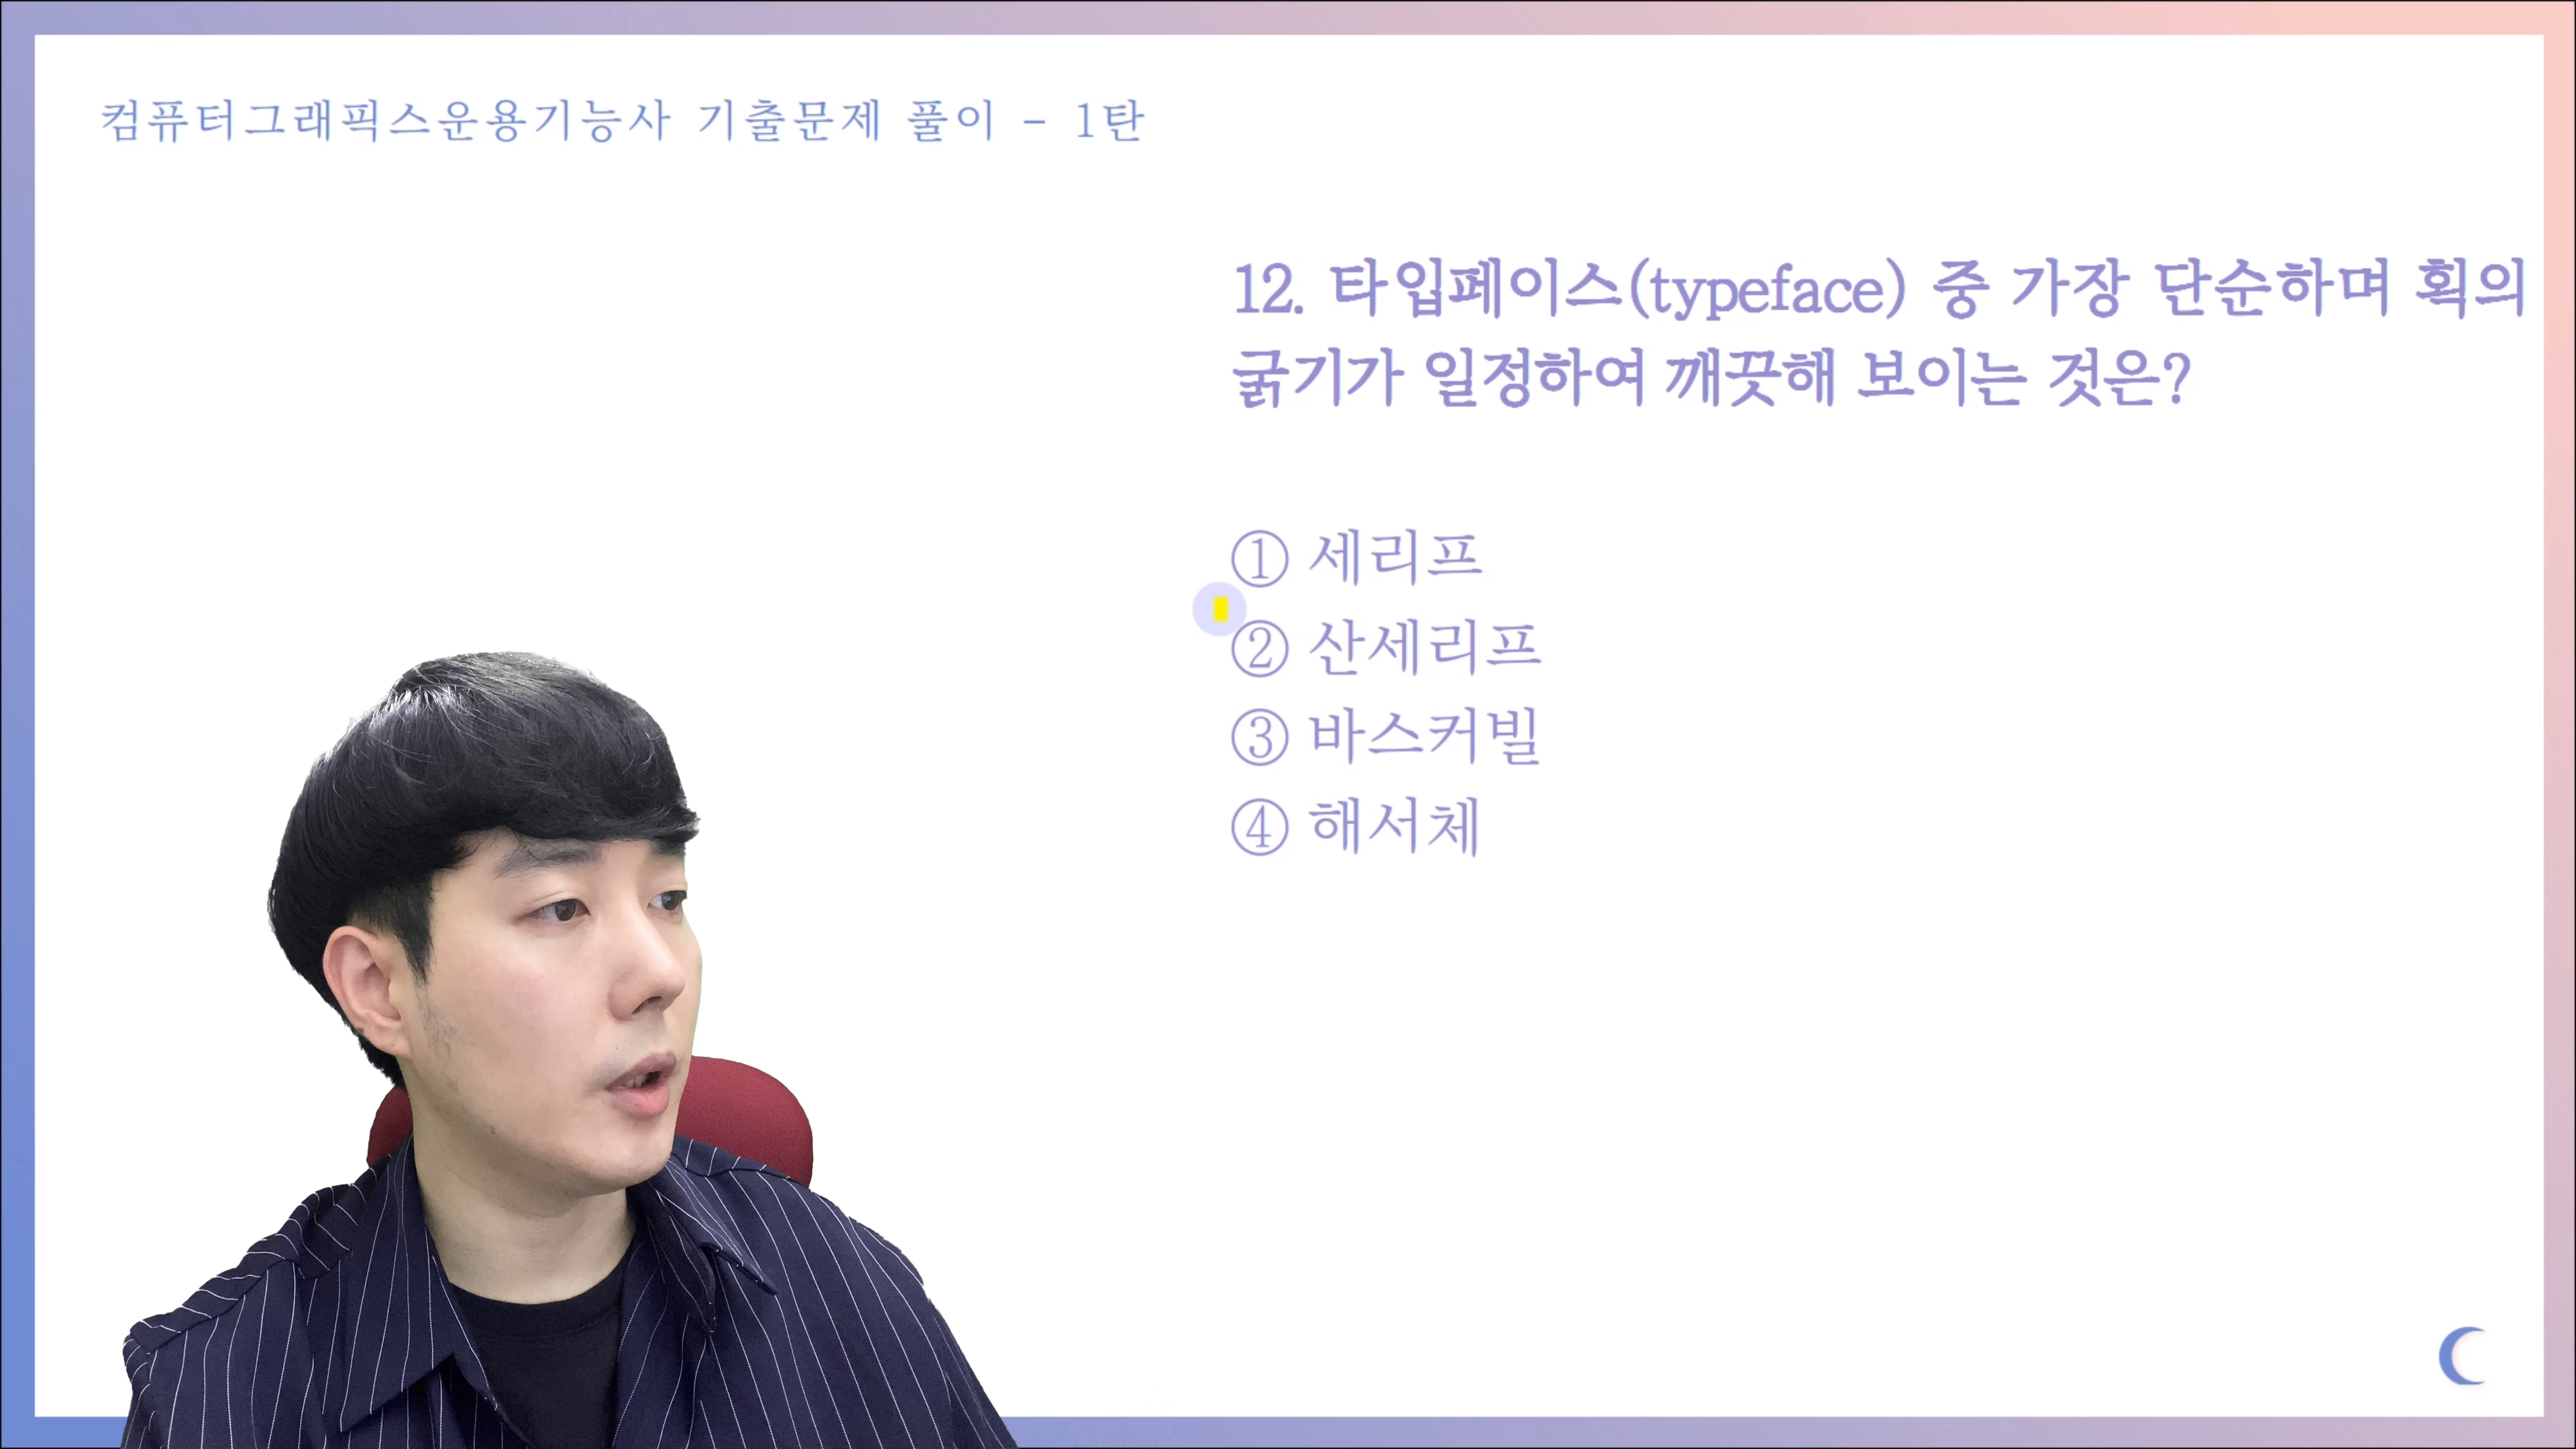 컴퓨터그래픽스운용기능사 기출문제 풀이 - 1탄
12. 타입페이스(typeface) 중 가장 단순하며 획의
굵기가 일정하여 깨끗해 보이는 것은?
① 세리프
② 산세리프
③ 바스커빌
④ 해서체